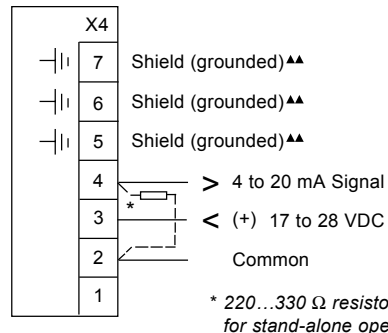 X4
7 Shield (grounded)▲▲
6 Shield (grounded)▲▲
5 Shield (grounded)▲▲
4 > 4 to 20 mA Signal
*
3 < (+) 17 to 28 VDC
2 Common
1
* 220...330 Ω resisto
for stand-alone ope